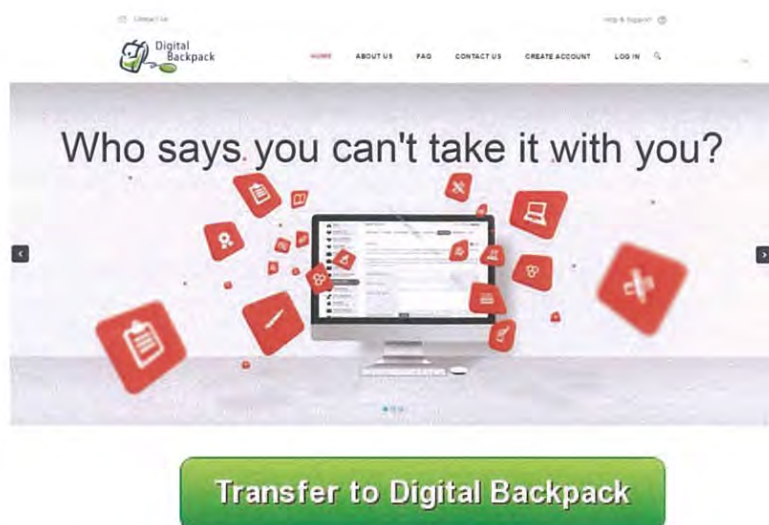 Contact Us
Help & Support
Digital
Backpack
HOME ABOUT US FAQ CONTACT US CREATE ACCOUNT LOG IN
Who says you can't take it with you?
Transfer to Digital Backpack